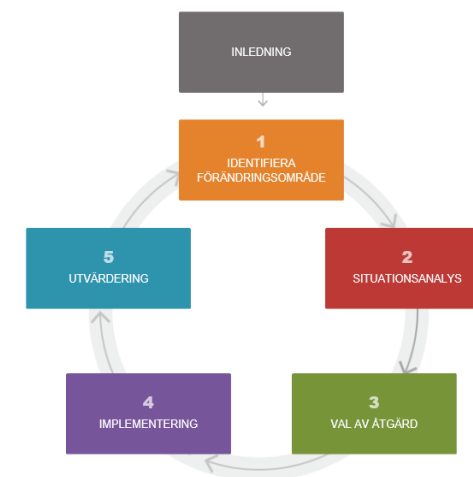 INLEDNING
1
IDENTIFIERA
FÖRÄNDRINGSOMRÅDE
2
SITUATIONSANALYS
3
VAL AV ÅTGÄRD
4
IMPLEMENTERING
5
UTVÄRDERING